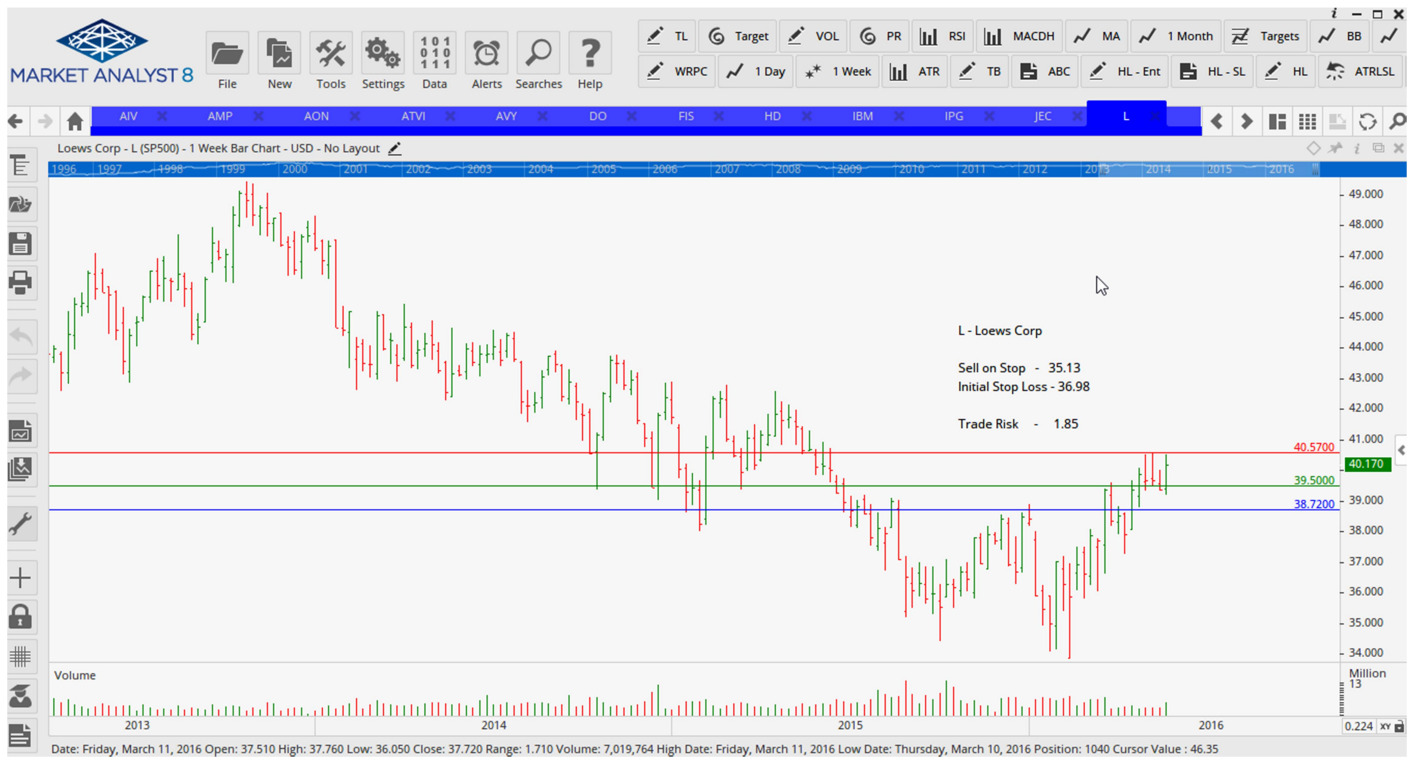 i
MARKET ANALYST 8
File New Tools Settings Data Alerts Searches Help
101
010
111
TL Target VOL PR RSI MACDH MA 1 Month Targets BB
WRPC 1 Day 1 Week ATR TB ABC HL - Ent HL - SL HL ATRLSL
AIV AMP AON ATVI AVY DO FIS HD IBM IPG JEC L
Loews Corp - L (SP500) - 1 Week Bar Chart - USD - No Layout
1996 1997 1998 1999 2000 2001 2002 2003 2004 2005 2006 2007 2008 2009 2010 2011 2012 2013 2014 2015 2016
49.000
48.000
47.000
46.000
45.000
44.000
43.000
42.000
41.000
40.170
39.000
38.000
37.000
36.000
35.000
34.000
L - Loews Corp
Sell on Stop - 35.13
Initial Stop Loss - 36.98
Trade Risk - 1.85
40.5700
39.5000
38.7200
Volume
Million
13
2013 2014 2015 2016
0.224 XY
Date: Friday, March 11, 2016 Open: 37.510 High: 37.760 Low: 36.050 Close: 37.720 Range: 1.710 Volume: 7,019,764 High Date: Friday, March 11, 2016 Low Date: Thursday, March 10, 2016 Position: 1040 Cursor Value : 46.35